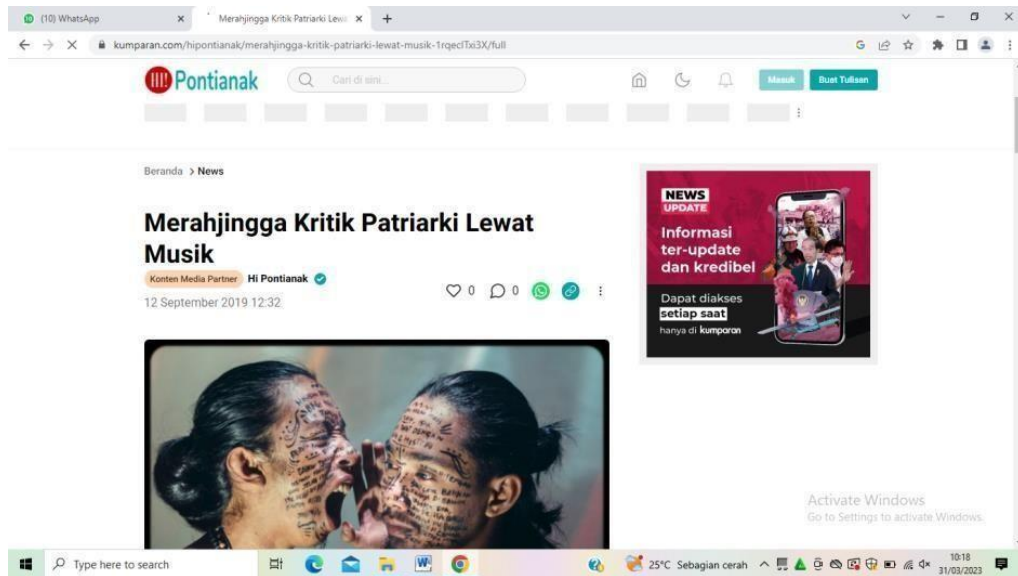 (10) WhatsApp
Merahjingga Kritik Patriarki Lew
kumparan.com/hipontianak/merahjingga-kritik-patriarki-lewat-musik-1rqeclTxi3X/full
HI! Pontianak
Cari di sini...
Masuk
Buat Tulisan
Beranda > News
Merahjingga Kritik Patriarki Lewat
Musik
Konten Media Partner Hi Pontianak
12 September 2019 12:32
0 0
NEWS
UPDATE
Informasi
ter-update
dan kredibel
Dapat diakses
setiap saat
hanya di kumparan
Activate Windows
Go to Settings to activate Windows.
Type here to search
25°C Sebagian cerah
10:18
31/03/2023